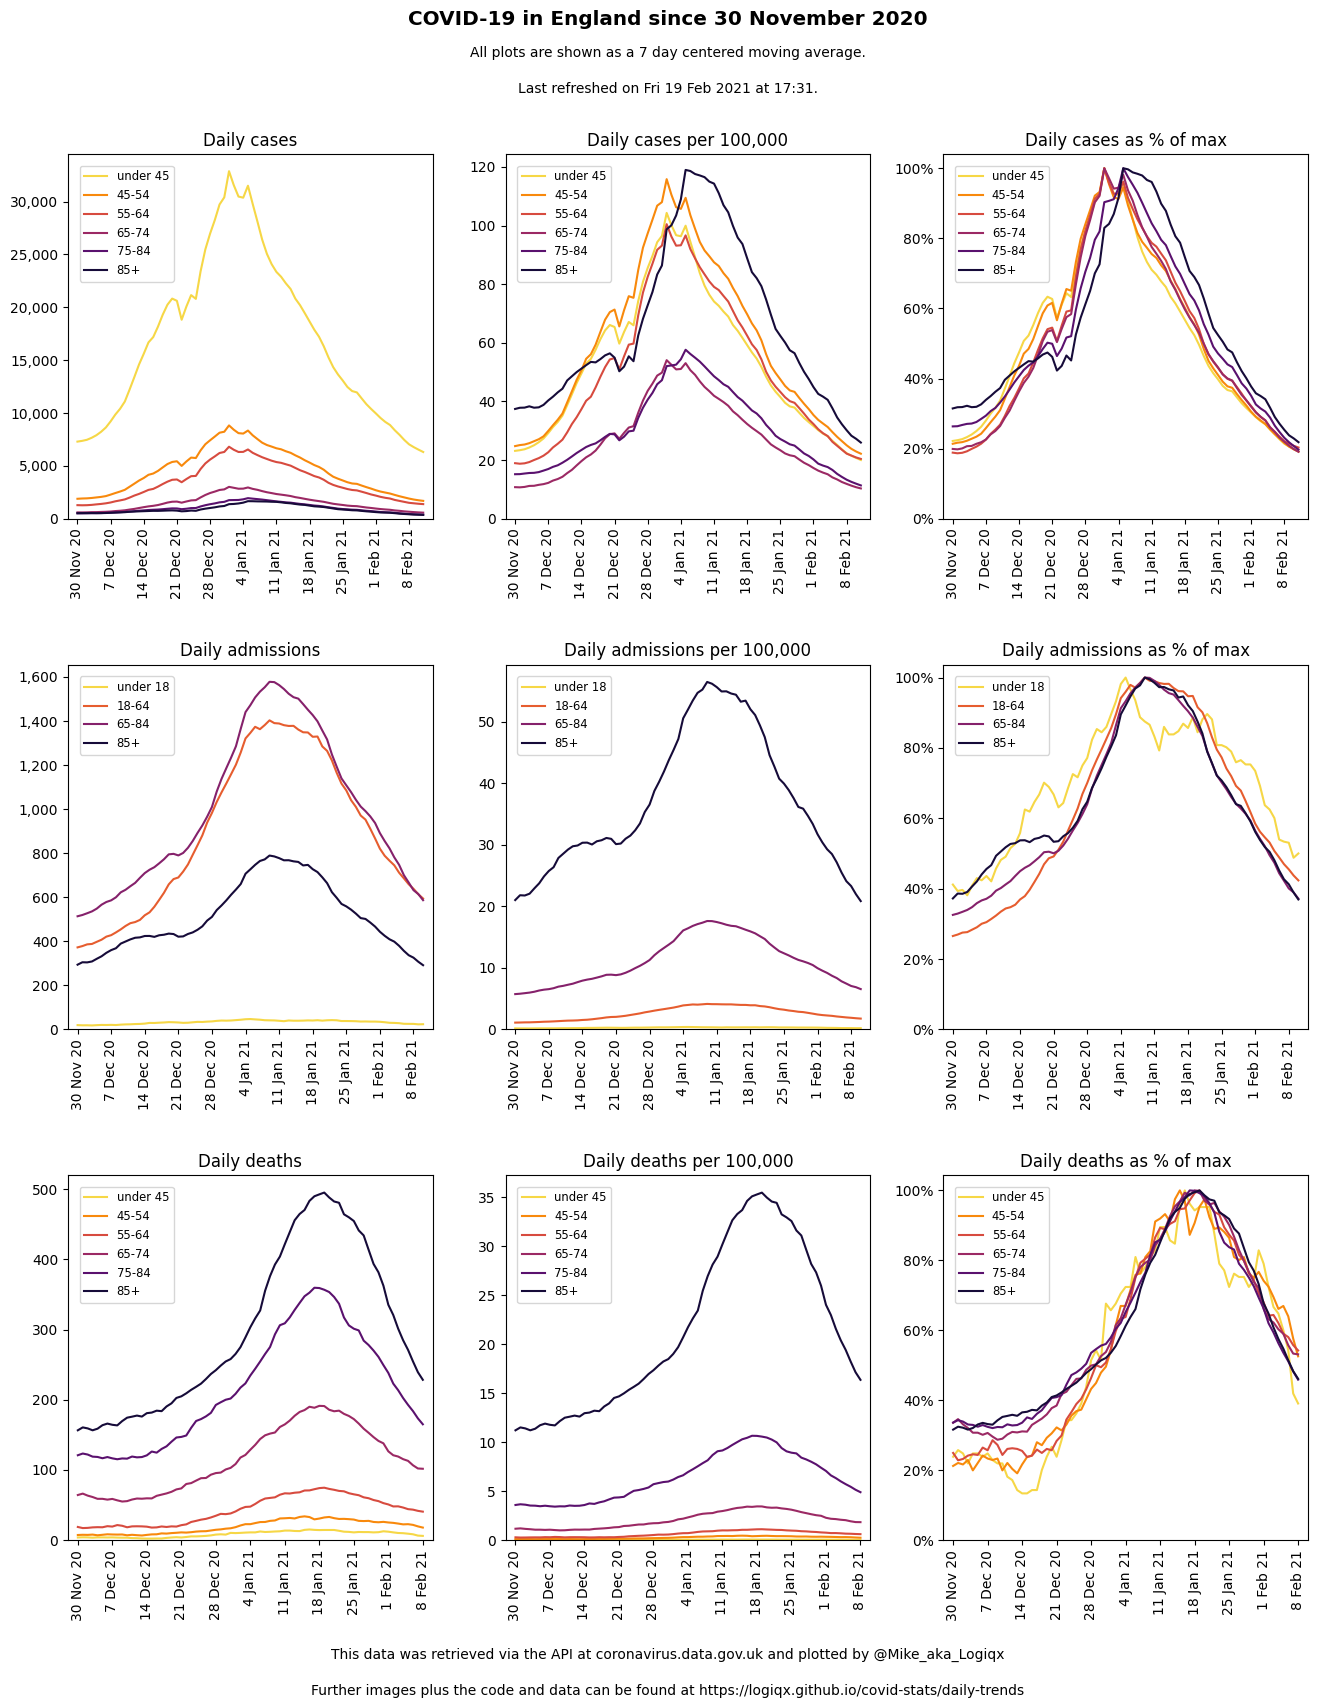 COVID-19 in England since 30 November 2020
All plots are shown as a 7 day centered moving average.
Last refreshed on Fri 19 Feb 2021 at 17:31.
Daily cases
under 45
45-54
55-64
65-74
75-84
85+
30,000
25,000
20,000
15,000
10,000
5,000
0
30 Nov 20
7 Dec 20
14 Dec 20
21 Dec 20
28 Dec 20
4 Jan 21
11 Jan 21
18 Jan 21
25 Jan 21
1 Feb 21
8 Feb 21
Daily cases per 100,000
under 45
45-54
55-64
65-74
75-84
85+
120
100
80
60
40
20
0
30 Nov 20
7 Dec 20
14 Dec 20
21 Dec 20
28 Dec 20
4 Jan 21
11 Jan 21
18 Jan 21
25 Jan 21
1 Feb 21
8 Feb 21
Daily cases as % of max
under 45
45-54
55-64
65-74
75-84
85+
100%
80%
60%
40%
20%
0%
30 Nov 20
7 Dec 20
14 Dec 20
21 Dec 20
28 Dec 20
4 Jan 21
11 Jan 21
18 Jan 21
25 Jan 21
1 Feb 21
8 Feb 21
Daily admissions
under 18
18-64
65-84
85+
1,600
1,400
1,200
1,000
800
600
400
200
0
30 Nov 20
7 Dec 20
14 Dec 20
21 Dec 20
28 Dec 20
4 Jan 21
11 Jan 21
18 Jan 21
25 Jan 21
1 Feb 21
8 Feb 21
Daily admissions per 100,000
under 18
18-64
65-84
85+
50
40
30
20
10
0
30 Nov 20
7 Dec 20
14 Dec 20
21 Dec 20
28 Dec 20
4 Jan 21
11 Jan 21
18 Jan 21
25 Jan 21
1 Feb 21
8 Feb 21
Daily admissions as % of max
under 18
18-64
65-84
85+
100%
80%
60%
40%
20%
0%
30 Nov 20
7 Dec 20
14 Dec 20
21 Dec 20
28 Dec 20
4 Jan 21
11 Jan 21
18 Jan 21
25 Jan 21
1 Feb 21
8 Feb 21
Daily deaths
under 45
45-54
55-64
65-74
75-84
85+
500
400
300
200
100
0
30 Nov 20
7 Dec 20
14 Dec 20
21 Dec 20
28 Dec 20
4 Jan 21
11 Jan 21
18 Jan 21
25 Jan 21
1 Feb 21
8 Feb 21
Daily deaths per 100,000
under 45
45-54
55-64
65-74
75-84
85+
35
30
25
20
15
10
5
0
30 Nov 20
7 Dec 20
14 Dec 20
21 Dec 20
28 Dec 20
4 Jan 21
11 Jan 21
18 Jan 21
25 Jan 21
1 Feb 21
8 Feb 21
Daily deaths as % of max
under 45
45-54
55-64
65-74
75-84
85+
100%
80%
60%
40%
20%
0%
30 Nov 20
7 Dec 20
14 Dec 20
21 Dec 20
28 Dec 20
4 Jan 21
11 Jan 21
18 Jan 21
25 Jan 21
1 Feb 21
8 Feb 21
This data was retrieved via the API at coronavirus.data.gov.uk and plotted by @Mike_aka_Logiqx
Further images plus the code and data can be found at https://logiqx.github.io/covid-stats/daily-trends